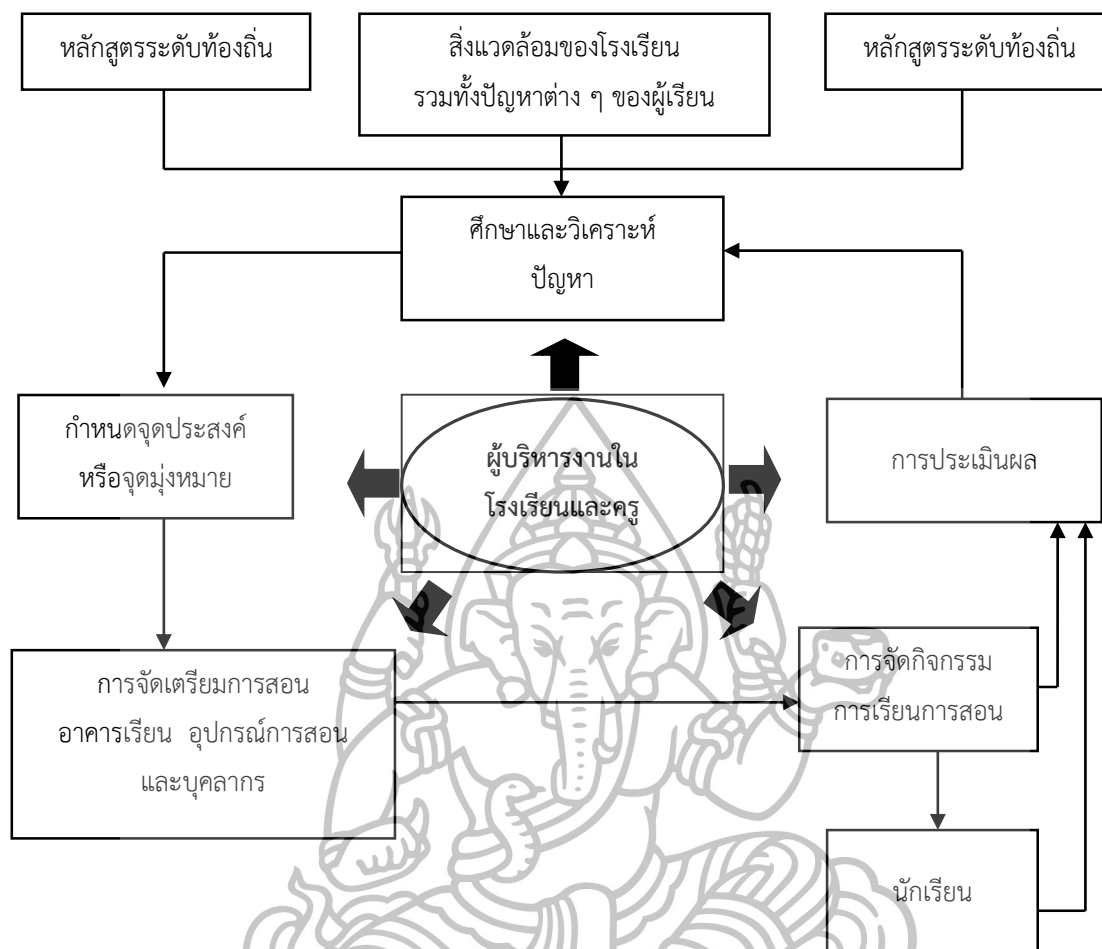 หลักสูตรระดับท้องถิ่น
สิ่งแวดล้อมของโรงเรียน
รวมทั้งปัญหาต่าง ๆ ของผู้เรียน
หลักสูตรระดับท้องถิ่น
ศึกษาและวิเคราะห์
ปัญหา
กำหนดจุดประสงค์
หรือจุดมุ่งหมาย
ผู้บริหารงานใน
โรงเรียนและครู
การประเมินผล
การจัดเตรียมการสอน
อาคารเรียน อุปกรณ์การสอน
และบุคลากร
การจัดกิจกรรม
การเรียนการสอน
นักเรียน